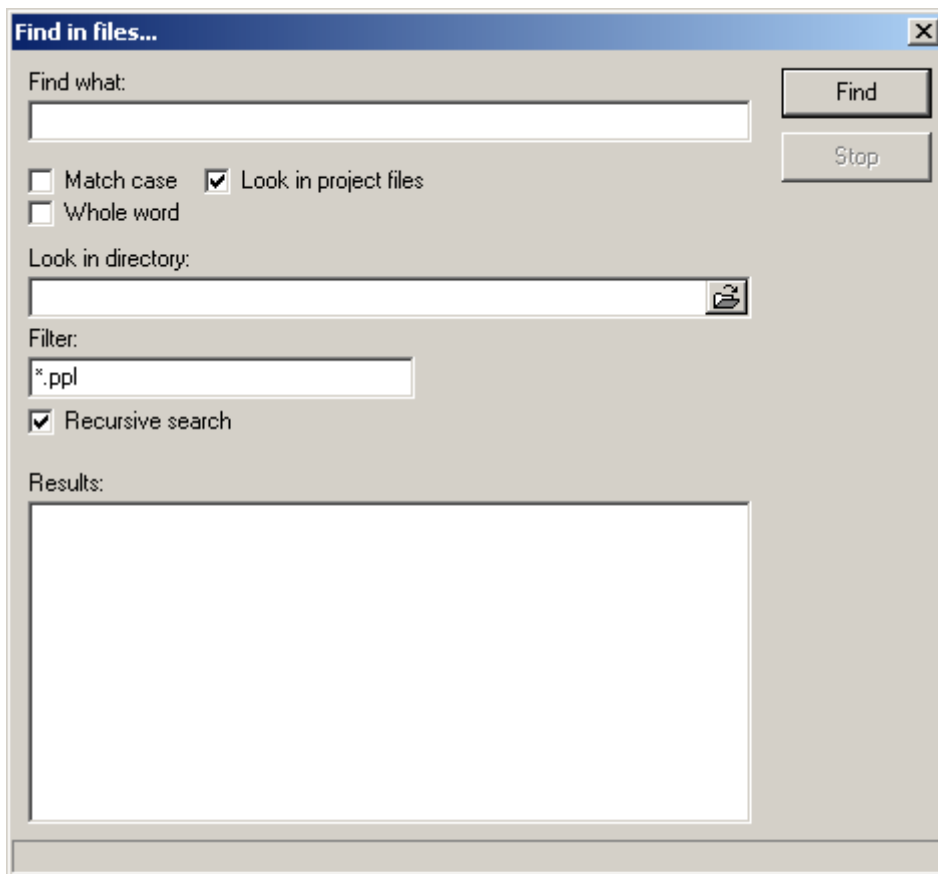 Find in files...
Find what:
Find
Stop
Match case
Look in project files
Whole word
Look in directory:
Filter:
*.ppl
Recursive search
Results: